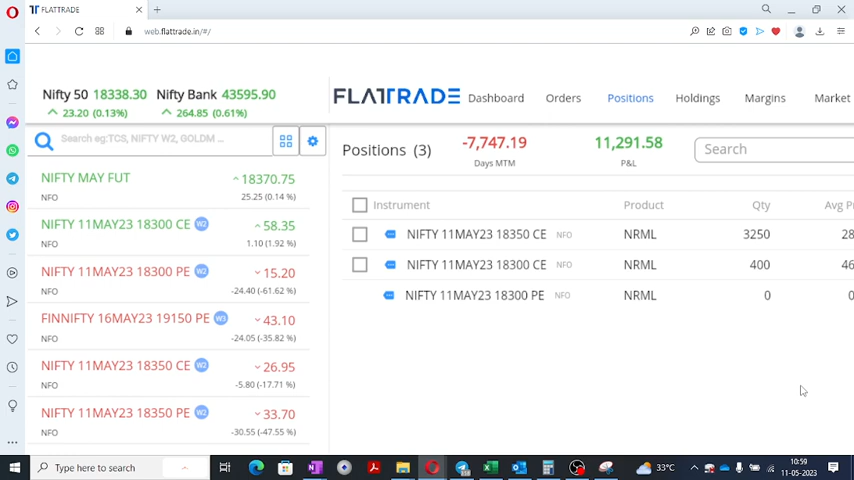 FLATTRADE
web.flattrade.in/#/
Nifty 50 18338.30 Nifty Bank 43595.90
23.20 (0.13%) 264.85 (0.61%)
FLATTRADE Dashboard Orders Positions Holdings Margins Market
Search eg:TCS, NIFTY W2, GOLDM ...
Positions (3) -7,747.19 11,291.58 Search
Days MTM P&L
NIFTY MAY FUT 18370.75
NFO 25.25 (0.14 %)
NIFTY 11MAY23 18300 CE W2 58.35
NFO 1.10 (1.92 %)
NIFTY 11MAY23 18300 PE W2 15.20
NFO -24.40 (-61.62 %)
FINNIFTY 16MAY23 19150 PE W3 43.10
NFO -24.05 (-35.82 %)
NIFTY 11MAY23 18350 CE W2 26.95
NFO -5.80 (-17.71 %)
NIFTY 11MAY23 18350 PE W2 33.70
NFO -30.55 (-47.55 %)
Instrument Product Qty Avg Pr
NIFTY 11MAY23 18350 CE NFO NRML 3250 28
NIFTY 11MAY23 18300 CE NFO NRML 400 46
NIFTY 11MAY23 18300 PE NFO NRML 0 0
Type here to search
33°C
10:59
11-05-2023